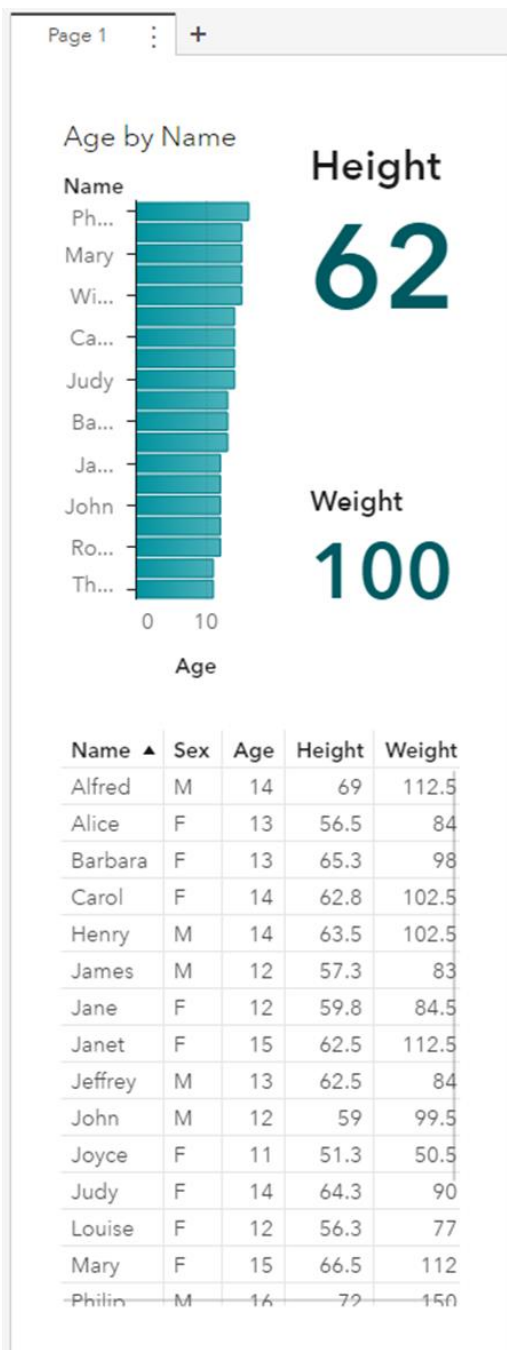 Page 1
Age by Name
Name
Ph...
Mary
Wi...
Ca...
Judy
Ba...
Ja...
John
Ro...
Th...
0 10
Age
Height
62
Weight
100
Name Sex Age Height Weight
Alfred M 14 69 112.5
Alice F 13 56.5 84
Barbara F 13 65.3 98
Carol F 14 62.8 102.5
Henry M 14 63.5 102.5
James M 12 57.3 83
Jane F 12 59.8 84.5
Janet F 15 62.5 112.5
Jeffrey M 13 62.5 84
John M 12 59 99.5
Joyce F 11 51.3 50.5
Judy F 14 64.3 90
Louise F 12 56.3 77
Mary F 15 66.5 112
Philip M 16 72 150